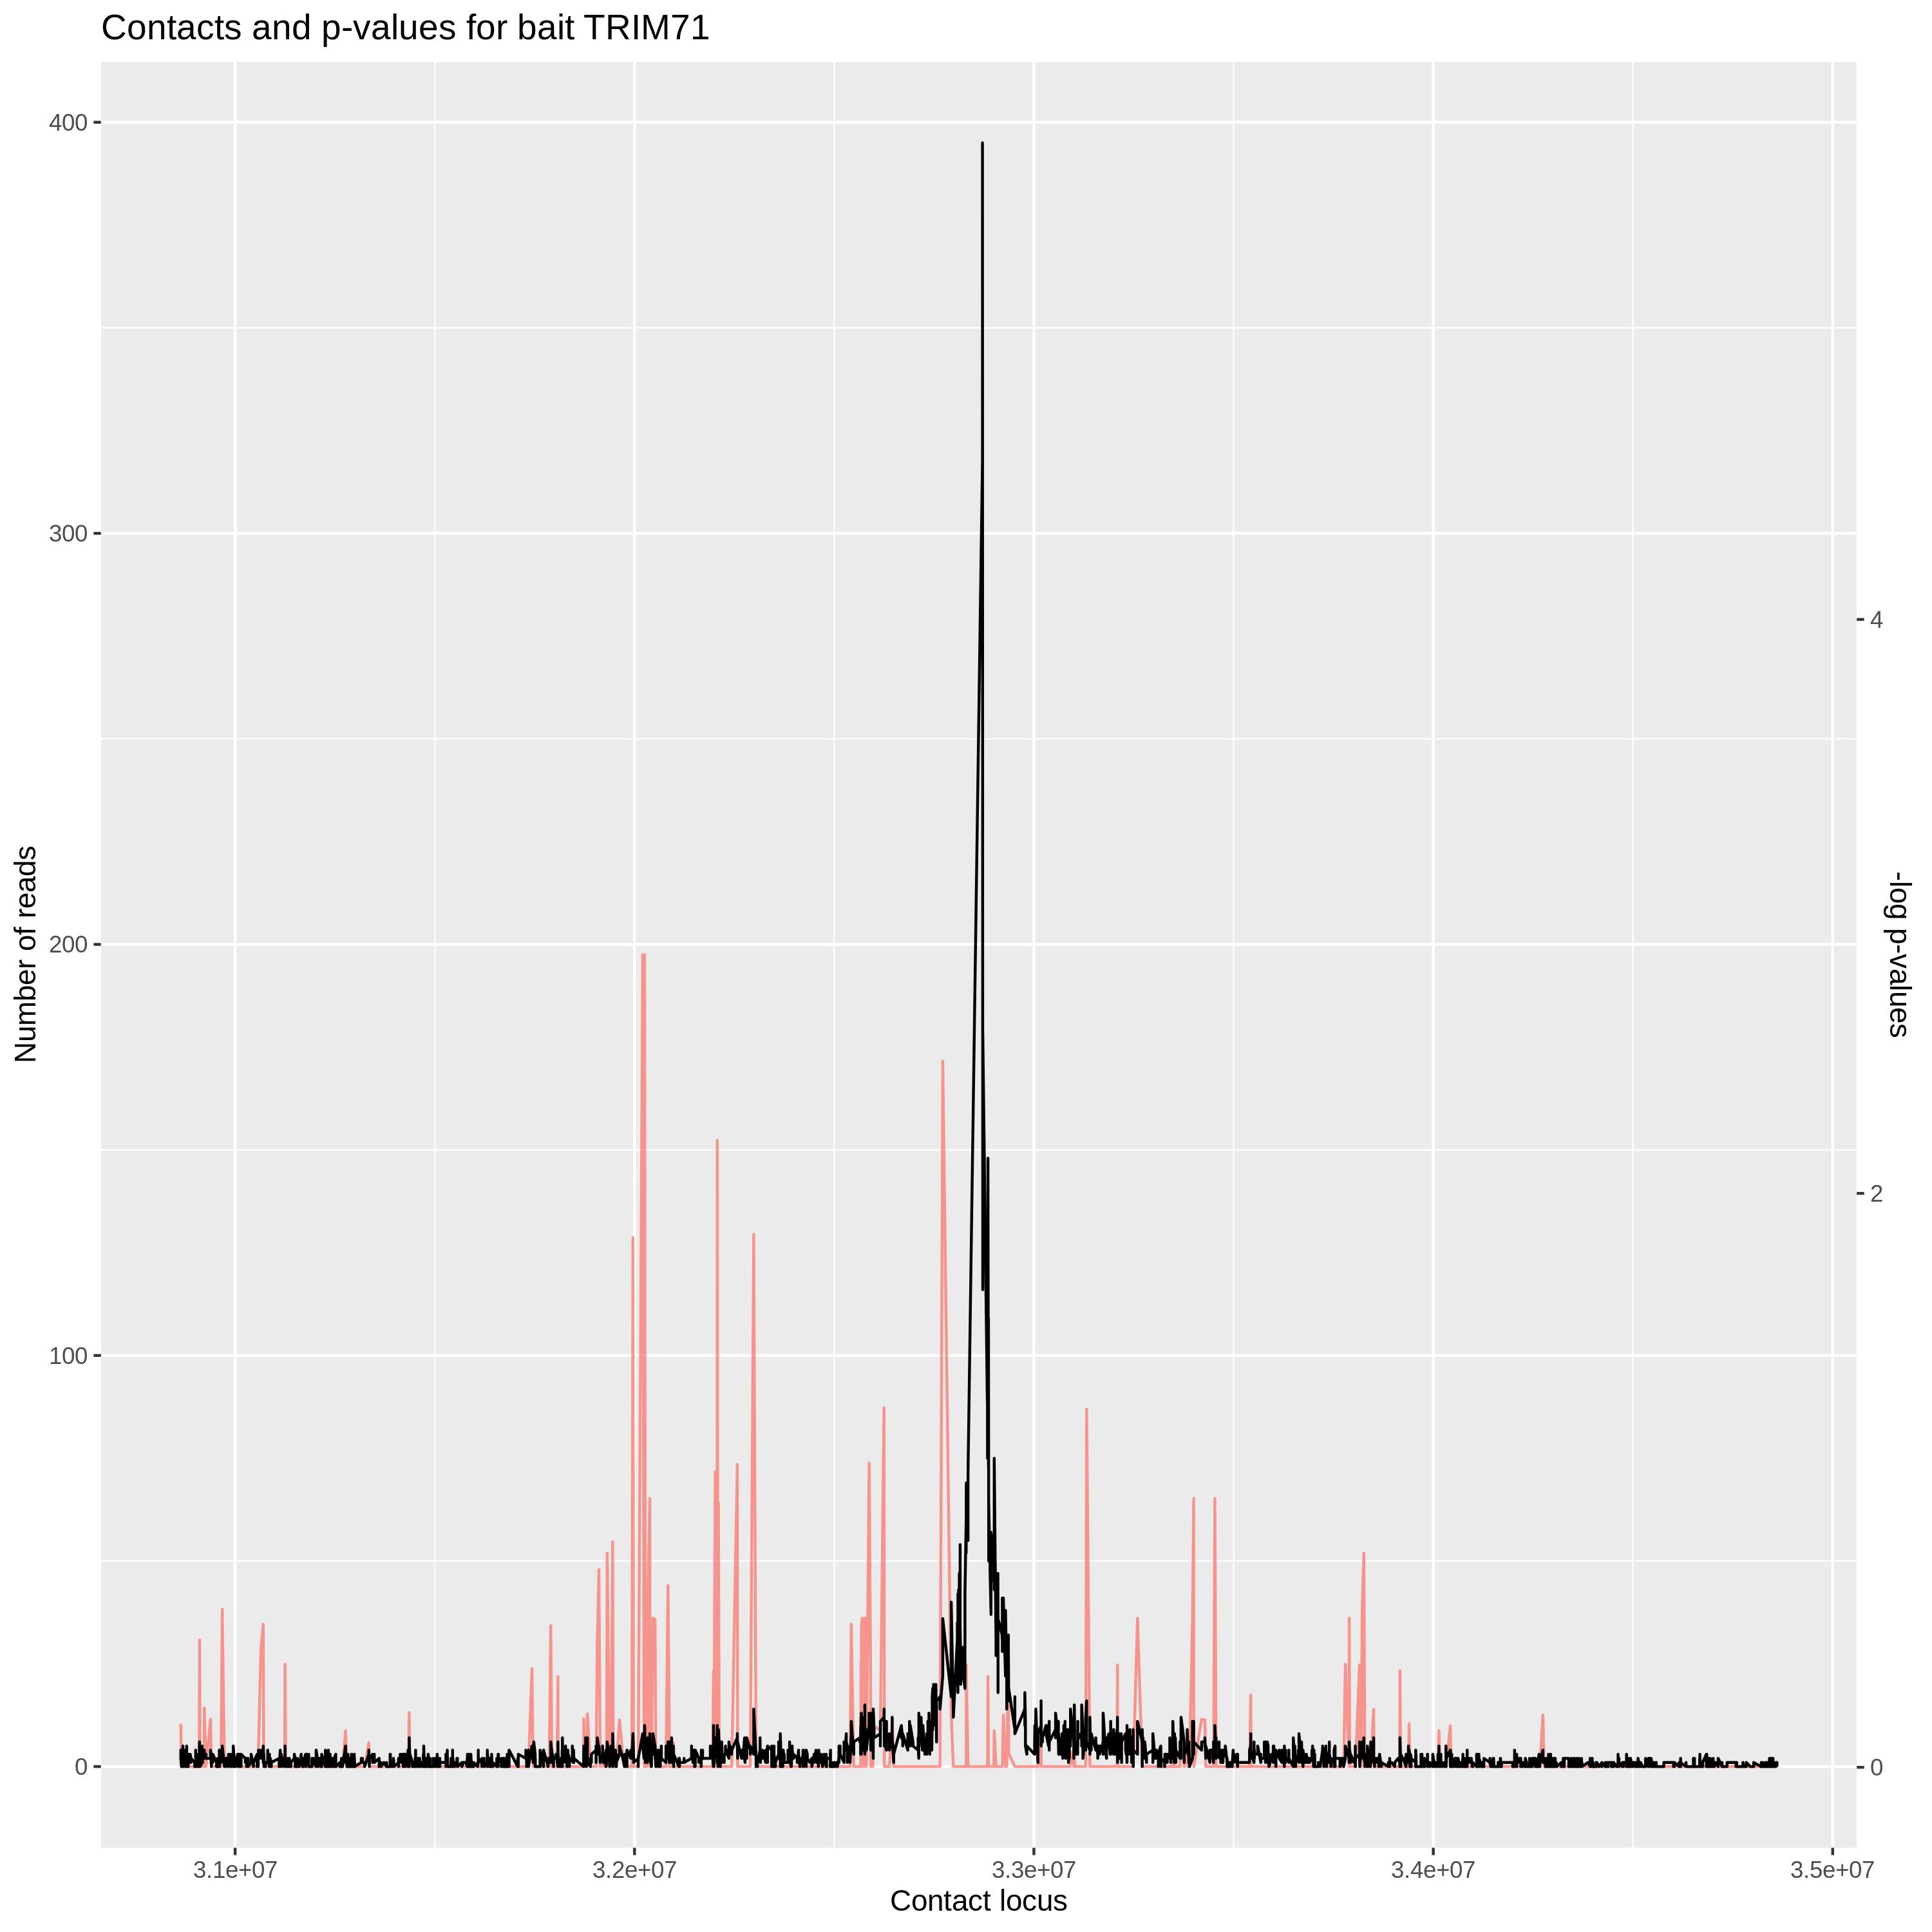 Contacts and p-values for bait TRIM71
400
300
200
100
0
Number of reads
4
2
0
-log p-values
3.1e+07
3.2e+07
3.3e+07
3.4e+07
3.5e+07
Contact locus